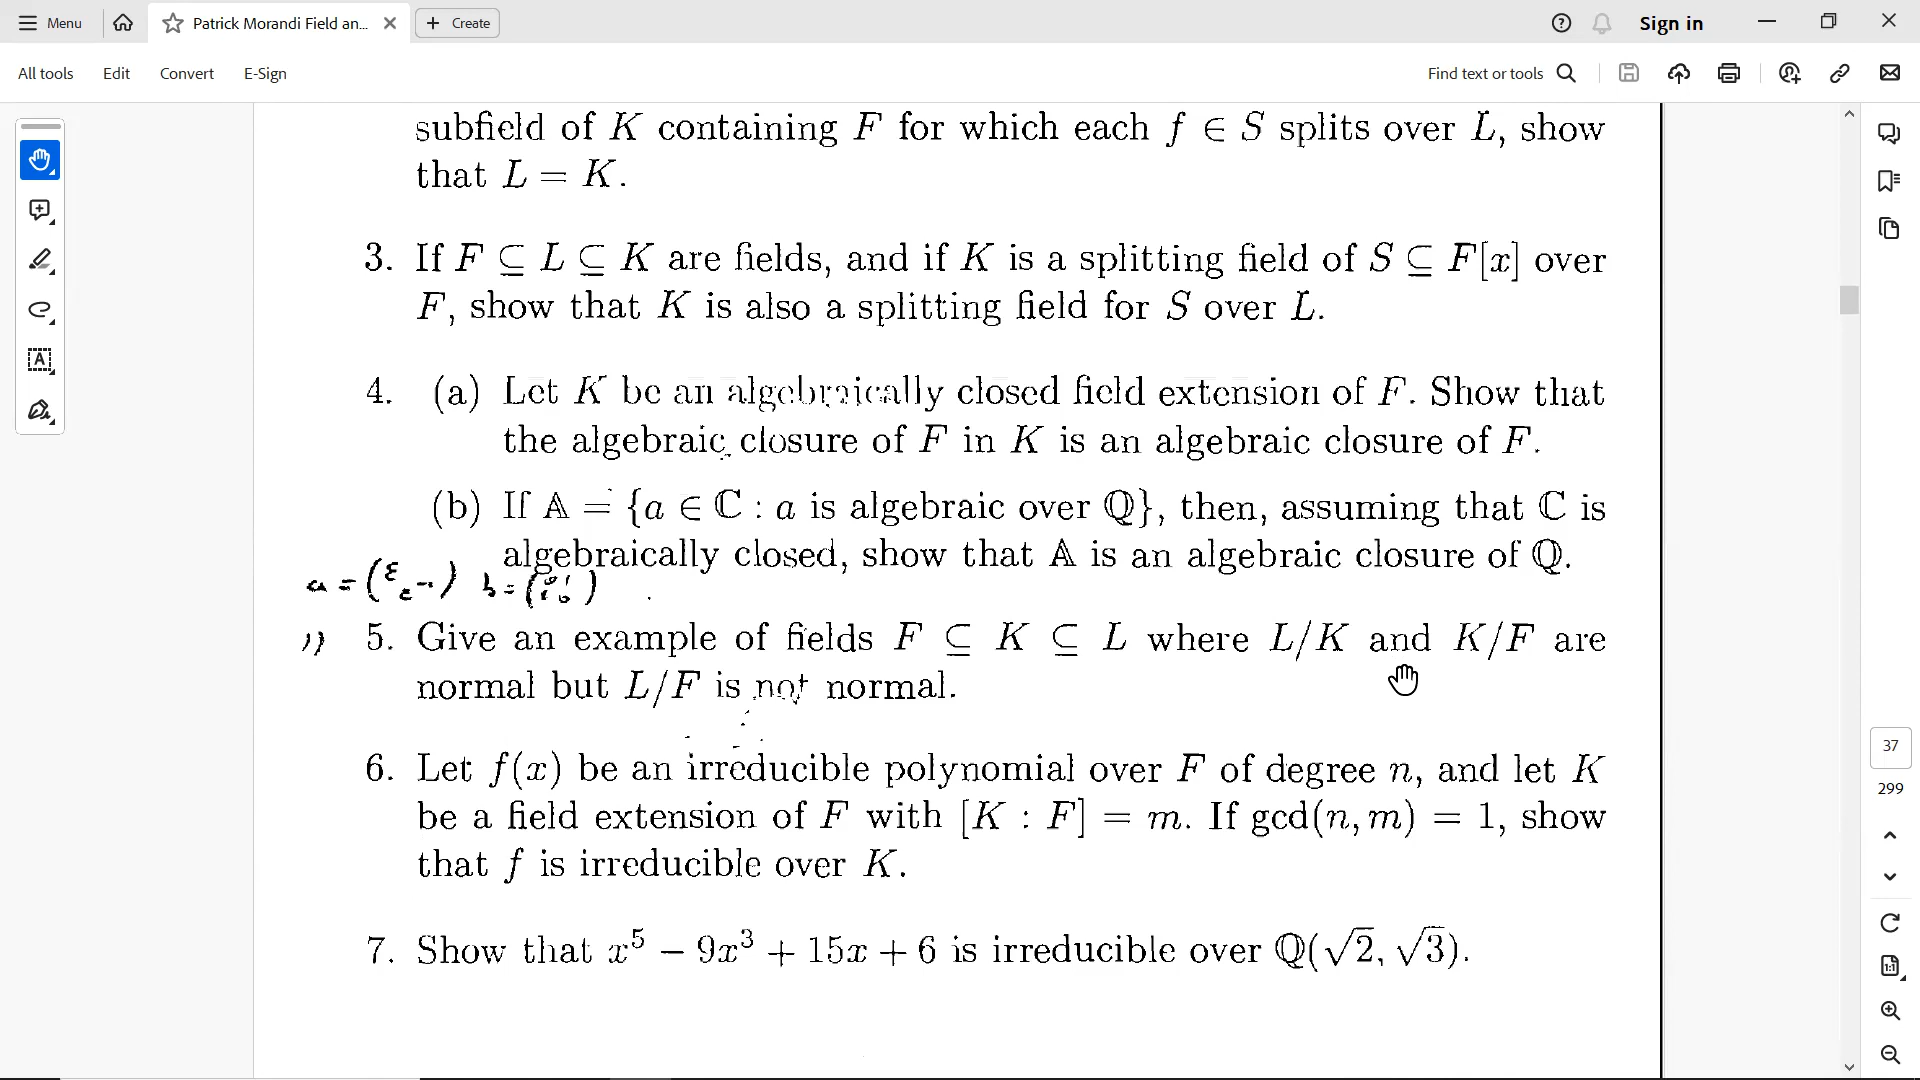 Menu
Patrick Morandi Field an...
Create
Sign in
All tools
Edit
Convert
E-Sign
Find text or tools
subfield of K containing F for which each f ∈ S splits over L, show
that L = K.
3. If F ⊆ L ⊆ K are fields, and if K is a splitting field of S ⊆ F[x] over
F, show that K is also a splitting field for S over L.
4. (a) Let K be an algebraically closed field extension of F. Show that
the algebraic closure of F in K is an algebraic closure of F.
(b) If 𝔸 = {a ∈ ℂ : a is algebraic over ℚ}, then, assuming that ℂ is
algebraically closed, show that 𝔸 is an algebraic closure of ℚ.
a = b =
5. Give an example of fields F ⊆ K ⊆ L where L/K and K/F are
normal but L/F is not normal.
6. Let f(x) be an irreducible polynomial over F of degree n, and let K
be a field extension of F with [K : F] = m. If gcd(n, m) = 1, show
that f is irreducible over K.
7. Show that x⁵ − 9x³ + 15x + 6 is irreducible over ℚ(√2, √3).
37
299